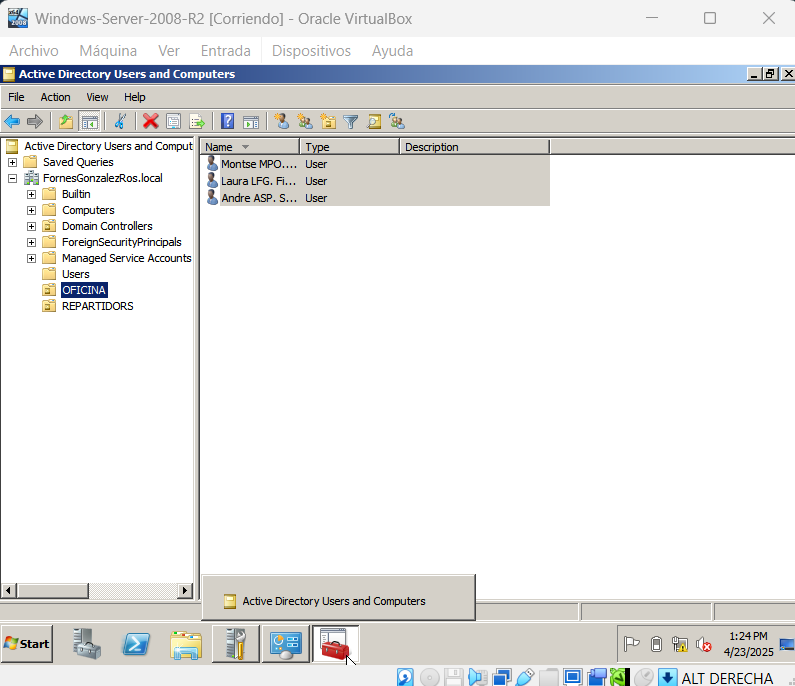 Windows-Server-2008-R2 [Corriendo] - Oracle VirtualBox
Archivo Máquina Ver Entrada Dispositivos Ayuda
Active Directory Users and Computers
File Action View Help
Active Directory Users and Comput
Saved Queries
FornesGonzalezRos.local
Builtin
Computers
Domain Controllers
ForeignSecurityPrincipals
Managed Service Accounts
Users
OFICINA
REPARTIDORS
Name Type Description
Montse MPO.... User
Laura LFG. Fi... User
Andre ASP. S... User
Active Directory Users and Computers
Start
1:24 PM
4/23/2025
ALT DERECHA